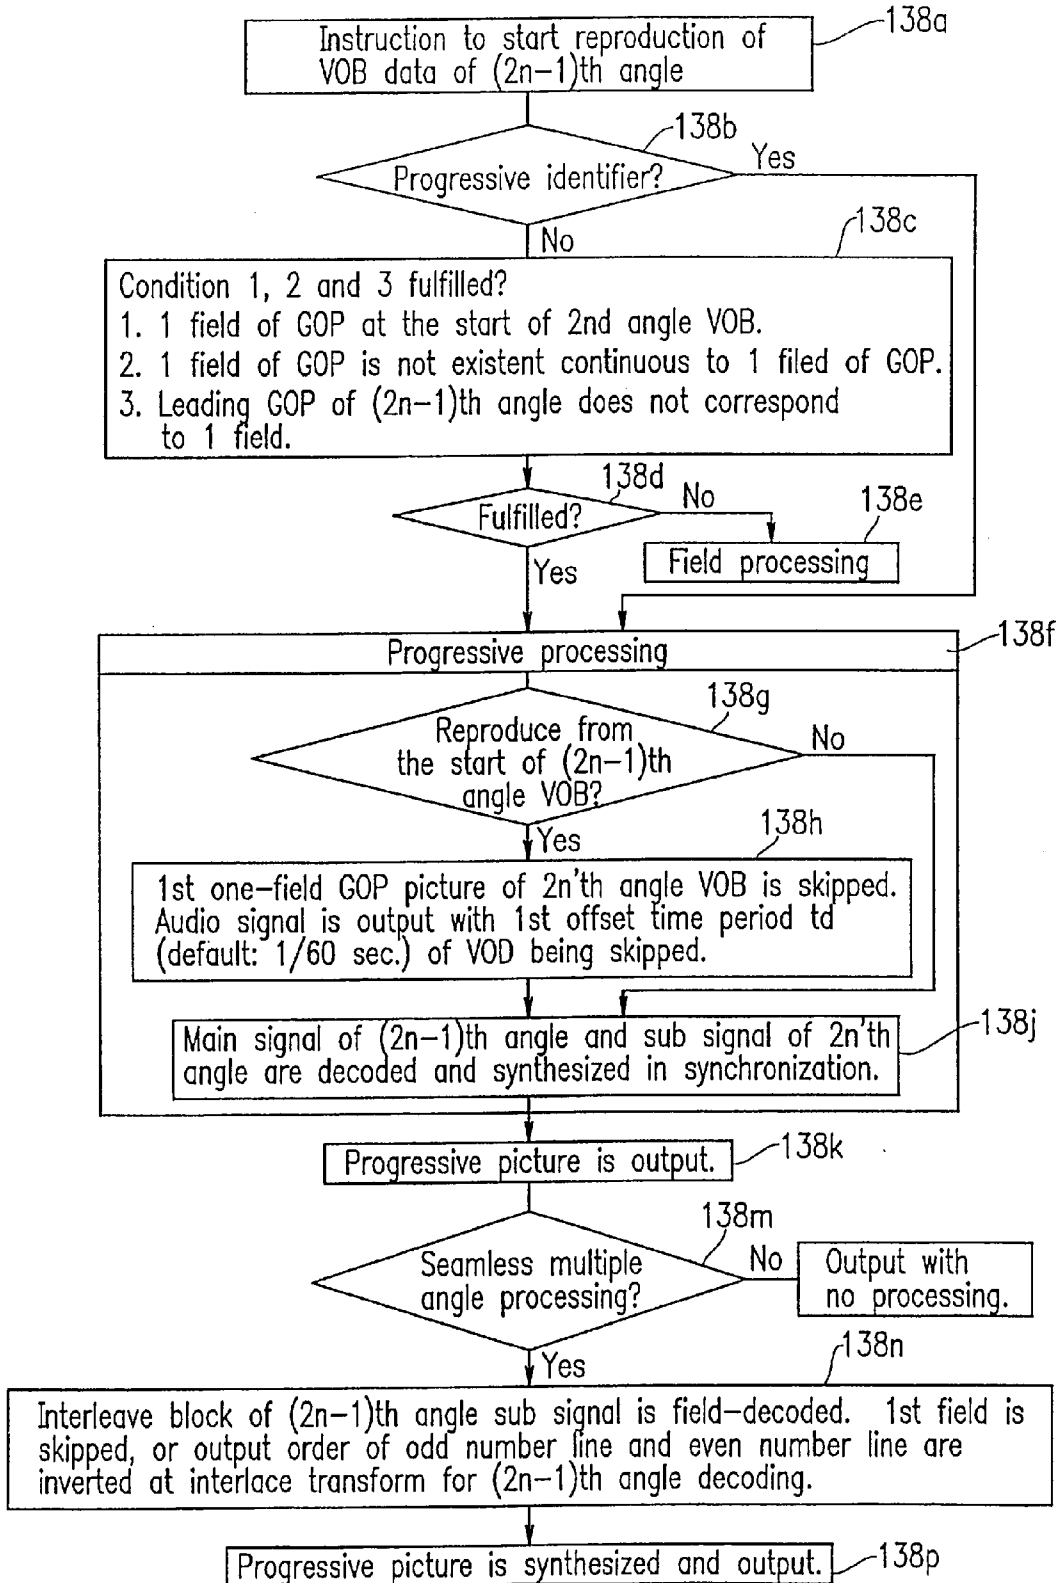 138a
Instruction to start reproduction of
VOB data of (2n-1)th angle
138b
Progressive identifier?
Yes
No
138c
Condition 1, 2 and 3 fulfilled?
1. 1 field of GOP at the start of 2nd angle VOB.
2. 1 field of GOP is not existent continuous to 1 filed of GOP.
3. Leading GOP of (2n-1)th angle does not correspond
to 1 field.
138d
Fulfilled?
No
138e
Field processing
Yes
138f
Progressive processing
138g
Reproduce from
the start of (2n-1)th
angle VOB?
No
Yes
138h
1st one-field GOP picture of 2n'th angle VOB is skipped.
Audio signal is output with 1st offset time period td
(default: 1/60 sec.) of VOD being skipped.
Main signal of (2n-1)th angle and sub signal of 2n'th
angle are decoded and synthesized in synchronization.
138j
Progressive picture is output.
138k
138m
Seamless multiple
angle processing?
No
Output with
no processing.
Yes
138n
Interleave block of (2n-1)th angle sub signal is field-decoded. 1st field is
skipped, or output order of odd number line and even number line are
inverted at interlace transform for (2n-1)th angle decoding.
Progressive picture is synthesized and output.
138p